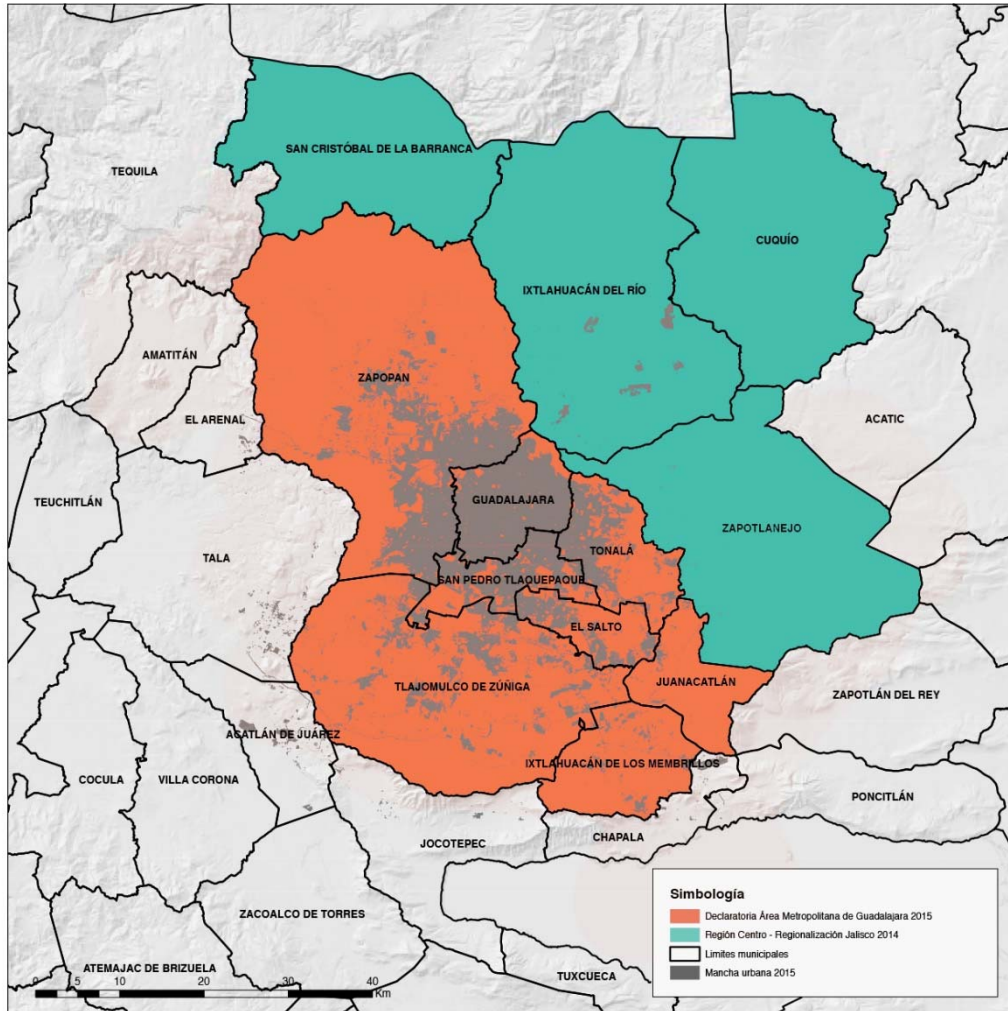 SAN CRISTÓBAL DE LA BARRANCA
TEQUILA
CUQUÍO
IXTLAHUACÁN DEL RÍO
AMATITÁN
ZAPOPAN
EL ARENAL
ACATIC
TEUCHITLÁN
GUADALAJARA
ZAPOTLANEJO
TALA
TONALÁ
SAN PEDRO TLAQUEPAQUE
EL SALTO
TLAJOMULCO DE ZÚÑIGA
JUANACATLÁN
ZAPOTLÁN DEL REY
ACATLÁN DE JUÁREZ
IXTLAHUACÁN DE LOS MEMBRILLOS
COCULA
VILLA CORONA
PONCITLÁN
JOCOTEPEC
CHAPALA
Simbología
Declaratoria Área Metropolitana de Guadalajara 2015
Región Centro - Regionalización Jalisco 2014
Limites municipales
Mancha urbana 2015
ZACOALCO DE TORRES
ATEMAJAC DE BRIZUELA
TUXCUECA
0 5 10 20 30 40
Km